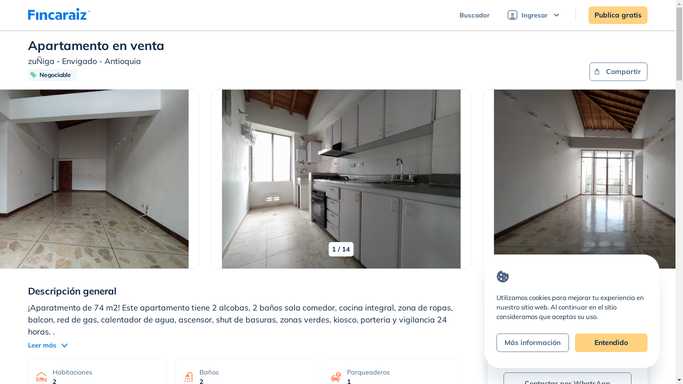 Fincaraiz
Buscador
Ingresar
Publica gratis
Apartamento en venta
zuÑiga - Envigado - Antioquia
Negociable
Compartir
1 / 14
Descripción general
¡Aparatmento de 74 m2! Este apartamento tiene 2 alcobas, 2 baños sala comedor, cocina integral, zona de ropas,
balcon, red de gas, calentador de agua, ascensor, shut de basuras, zonas verdes, kiosco, porteria y vigilancia 24
horas. .
Leer más
Habitaciones
2
Baños
2
Parqueaderos
1
Utilizamos cookies para mejorar tu experiencia en
nuestro sitio web. Al continuar en el sitio
consideramos que aceptas su uso.
Más información
Entendido
Contactar por WhatsApp